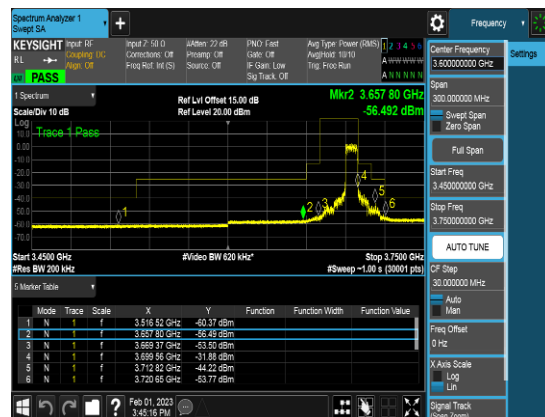 Spectrum Analyzer 1
Swept SA
+
Frequency
KEYSIGHT
Input: RF
Coupling: DC
Align: Off
Input Z: 50 Ω
Corrections: Off
Freq Ref: Int (S)
#Atten: 22 dB
Preamp: Off
Source: Off
PNO: Fast
Gate: Off
IF Gain: Low
Sig Track: Off
Avg Type: Power (RMS)
Avg|Hold: 10/10
Trig: Free Run
1 2 3 4 5 6
A W W W W W
A N N N N N
R L
PASS
1 Spectrum
Scale/Div 10 dB
Ref Lvl Offset 15.00 dB
Ref Level 20.00 dBm
Mkr2 3.657 80 GHz
-56.492 dBm
Log
Trace 1 Pass
10.0
0.00
-10.0
-20.0
-30.0
-40.0
-50.0
-60.0
-70.0
1
2
3
4
5
6
Start 3.4500 GHz
#Video BW 620 kHz*
Stop 3.7500 GHz
#Res BW 200 kHz
#Sweep ~1.00 s (30001 pts)
5 Marker Table
Mode Trace Scale X Y Function Function Width Function Value
1 N 1 f 3.516 52 GHz -60.37 dBm
2 N 1 f 3.657 80 GHz -56.49 dBm
3 N 1 f 3.669 37 GHz -53.50 dBm
4 N 1 f 3.699 56 GHz -31.88 dBm
5 N 1 f 3.712 82 GHz -44.22 dBm
6 N 1 f 3.720 65 GHz -53.77 dBm
Feb 01, 2023
3:45:16 PM
?
Center Frequency
3.600000000 GHz
Settings
Span
300.000000 MHz
Swept Span
Zero Span
Full Span
Start Freq
3.450000000 GHz
Stop Freq
3.750000000 GHz
AUTO TUNE
CF Step
30.000000 MHz
Auto
Man
Freq Offset
0 Hz
X Axis Scale
Log
Lin
Signal Track
(Span Zoom)